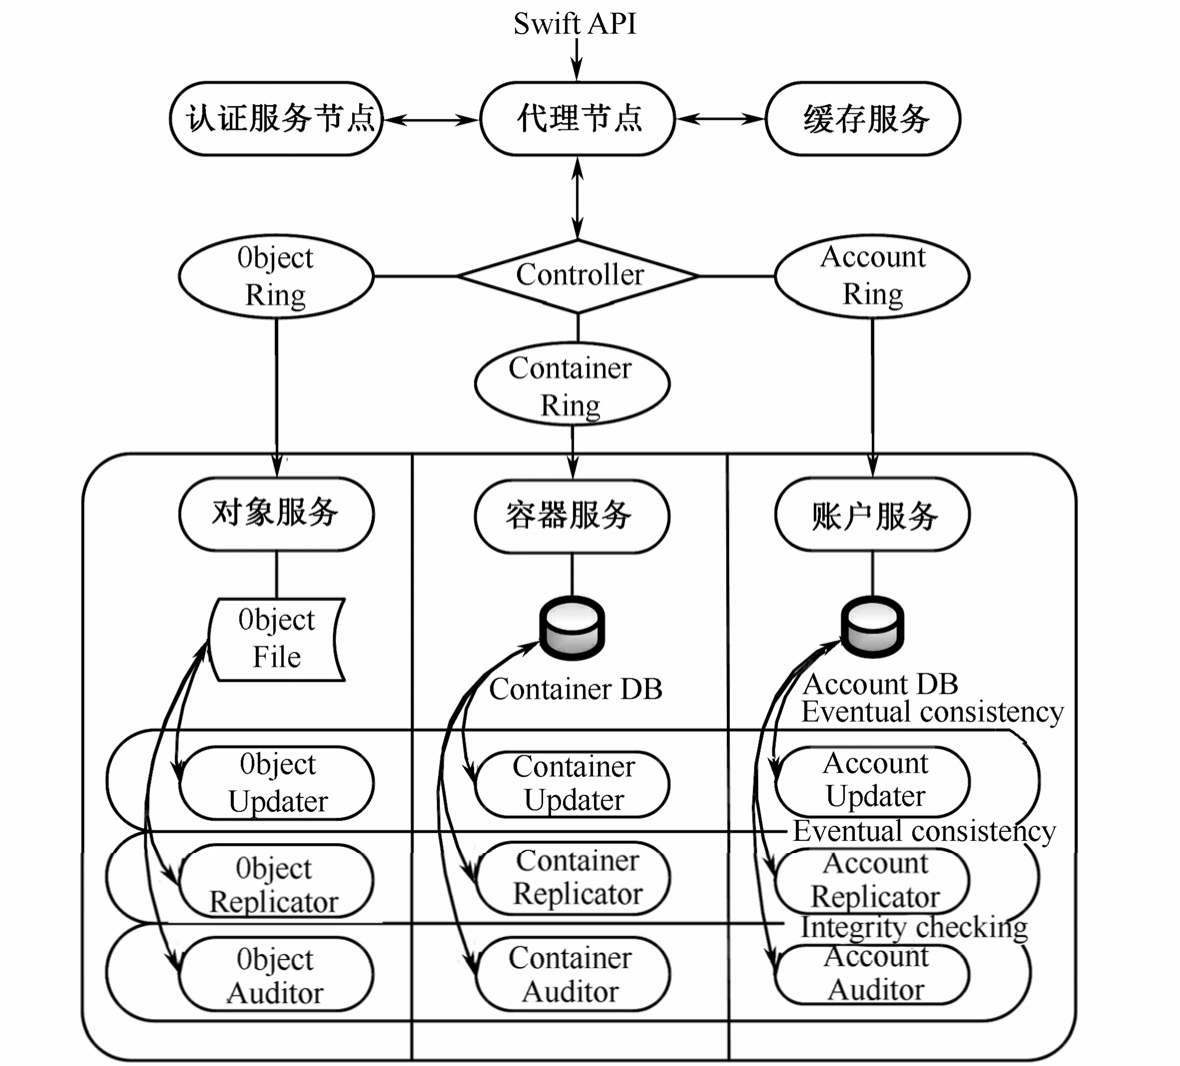 Swift API
认证服务节点
代理节点
缓存服务
0bject
Ring
Controller
Account
Ring
Container
Ring
对象服务
容器服务
账户服务
0bject
File
Container DB
Account DB
Eventual consistency
0bject
Updater
Container
Updater
Account
Updater
Eventual consistency
0bject
Replicator
Container
Replicator
Account
Replicator
Integrity checking
0bject
Auditor
Container
Auditor
Account
Auditor